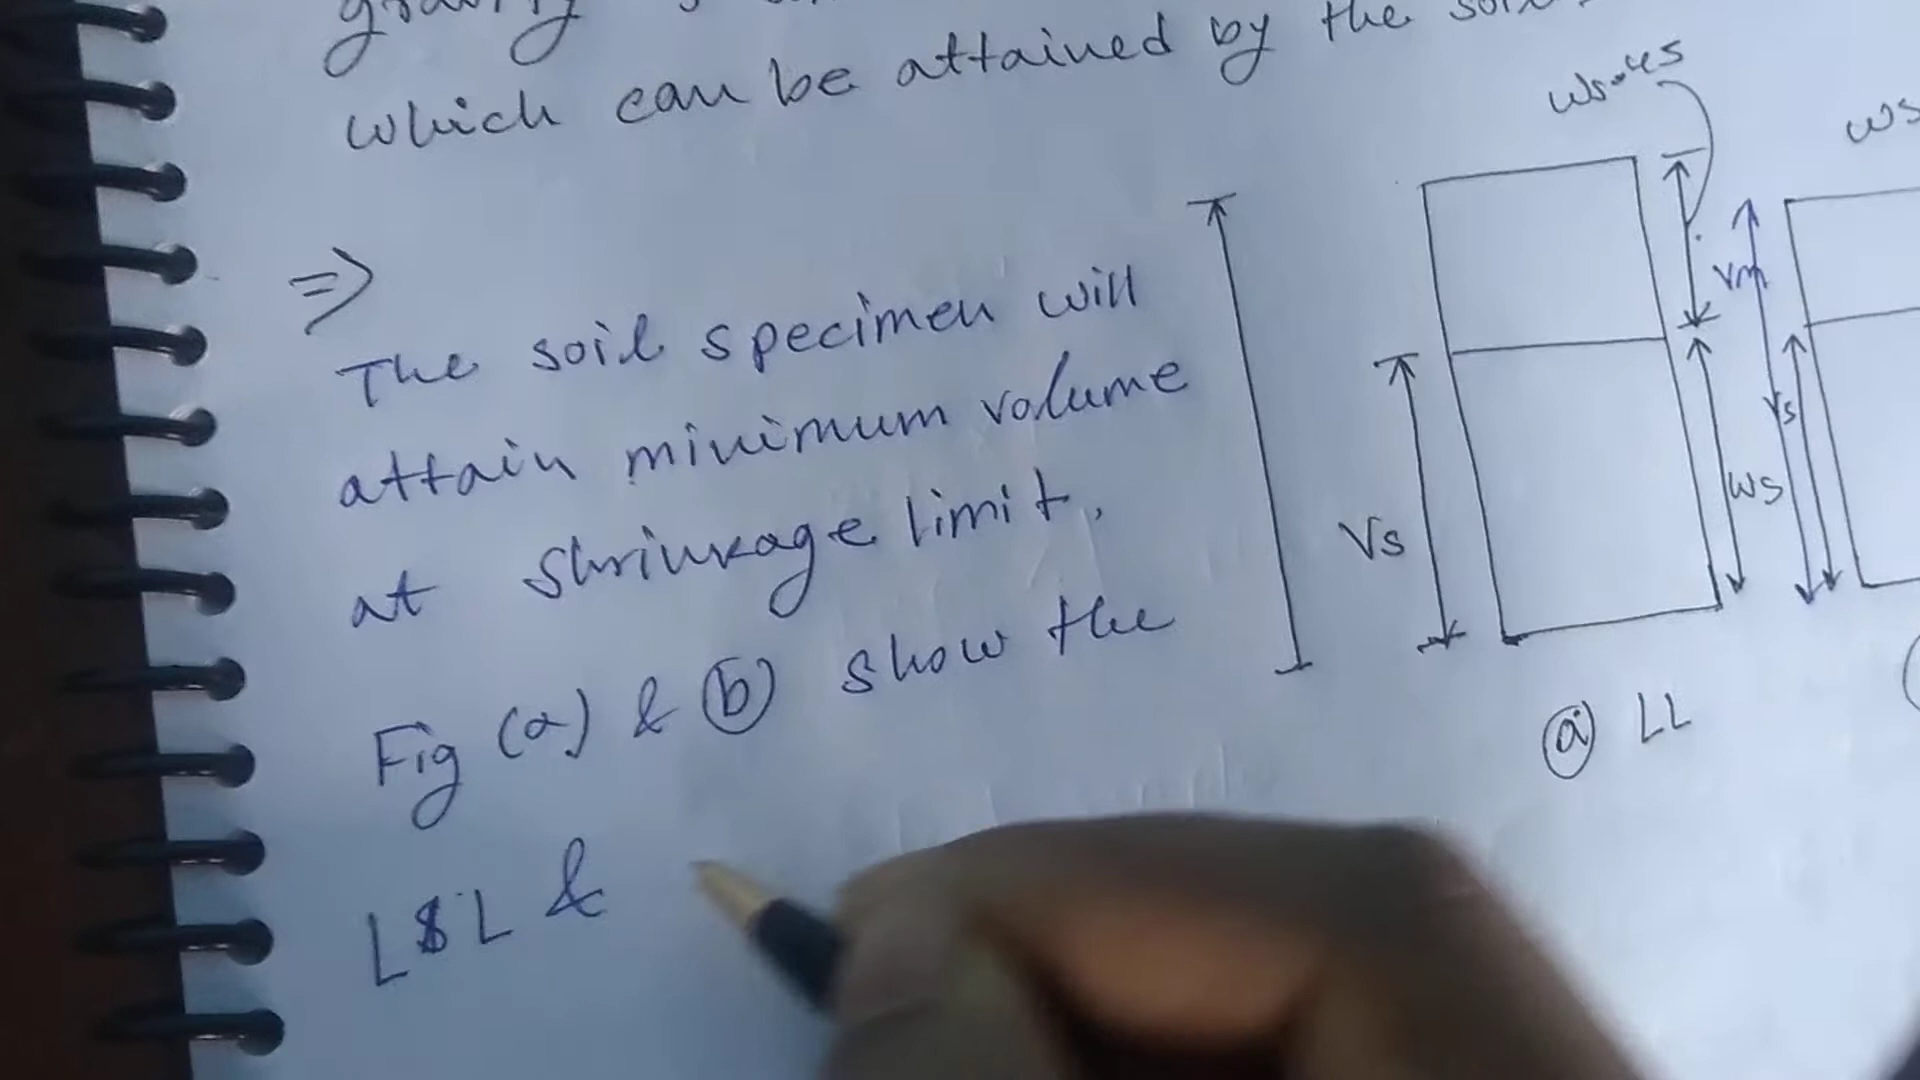 which can be attained by the
=>
The soil specimen will
attain minimum volume
at shrinkage limit,
Fig (a) & (b) show the
L$L &
Vs
Vm
Vs
Ws
(a) LL